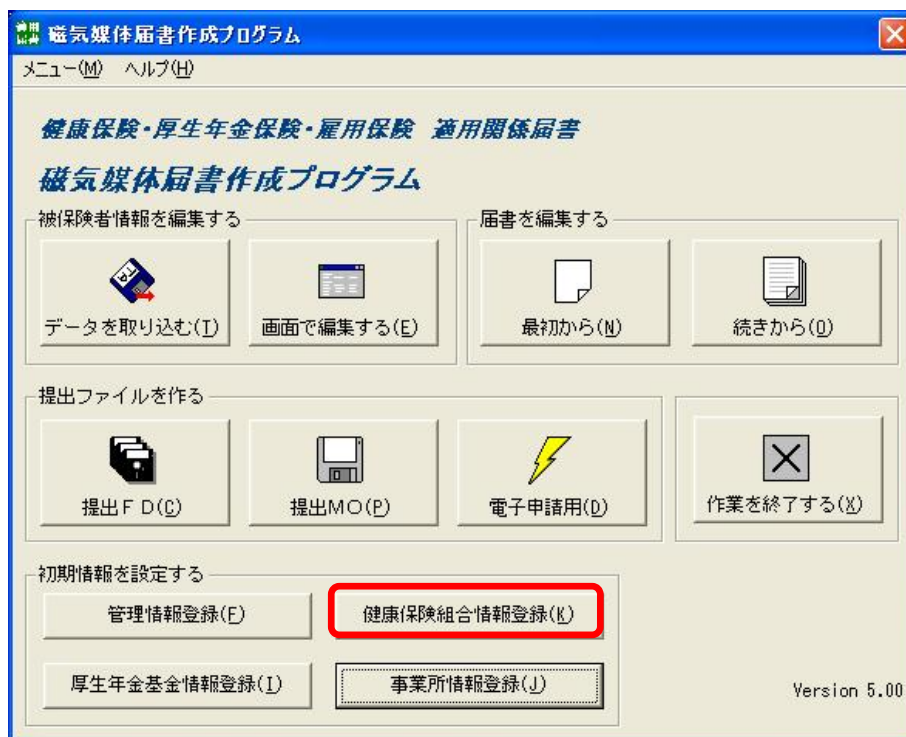 磁気媒体届書作成プログラム
メニュー(M) ヘルプ(H)
健康保険・厚生年金保険・雇用保険 適用関係届書
磁気媒体届書作成プログラム
被保険者情報を編集する
データを取り込む(I)
画面で編集する(E)
届書を編集する
最初から(N)
続きから(O)
提出ファイルを作る
提出ＦＤ(C)
提出MO(P)
電子申請用(D)
作業を終了する(X)
初期情報を設定する
管理情報登録(F)
健康保険組合情報登録(K)
厚生年金基金情報登録(I)
事業所情報登録(J)
Version 5.00